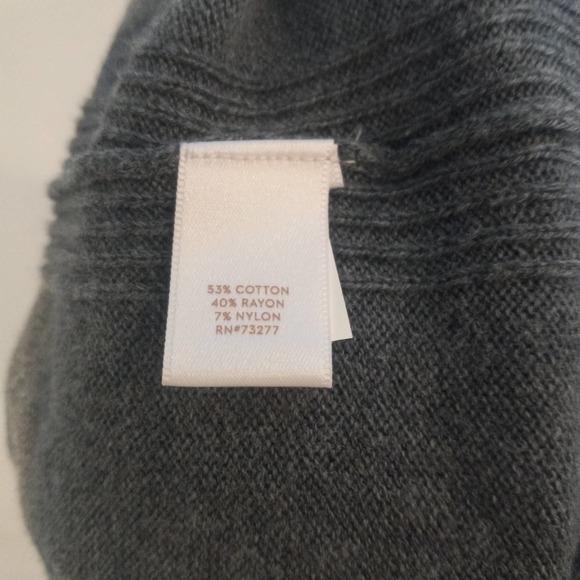 53% COTTON
40% RAYON
7% NYLON
RN#73277